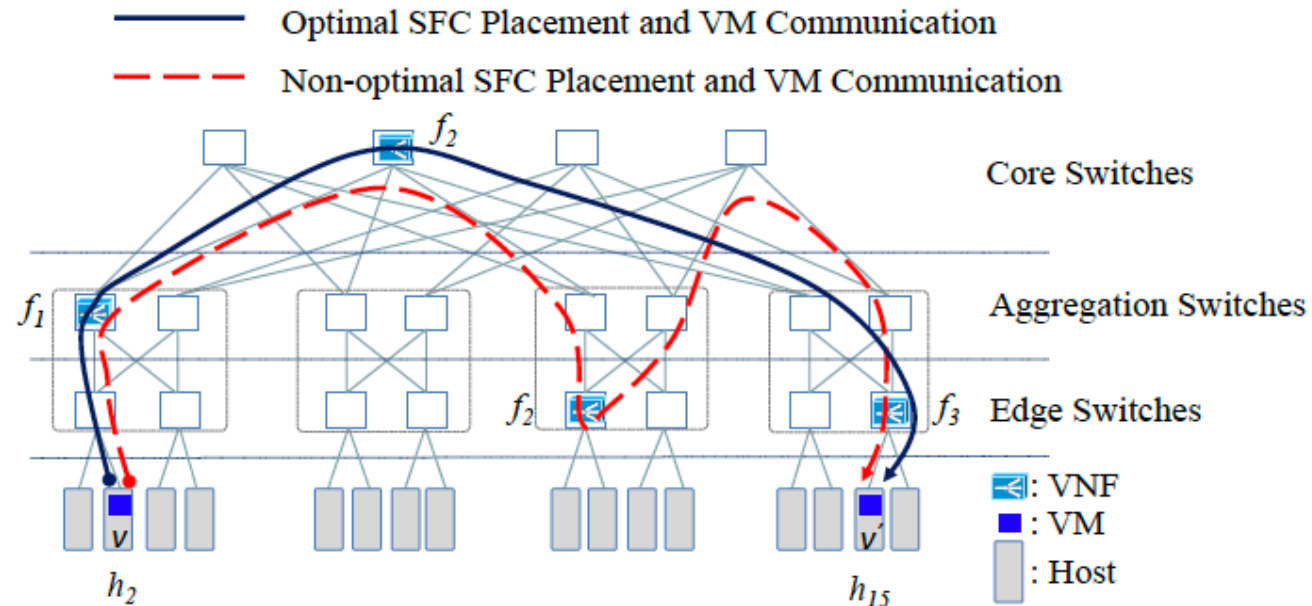 Optimal SFC Placement and VM Communication
Non-optimal SFC Placement and VM Communication
f2
Core Switches
f1
Aggregation Switches
f2
f3
Edge Switches
: VNF
: VM
: Host
v
v′
h2
h15